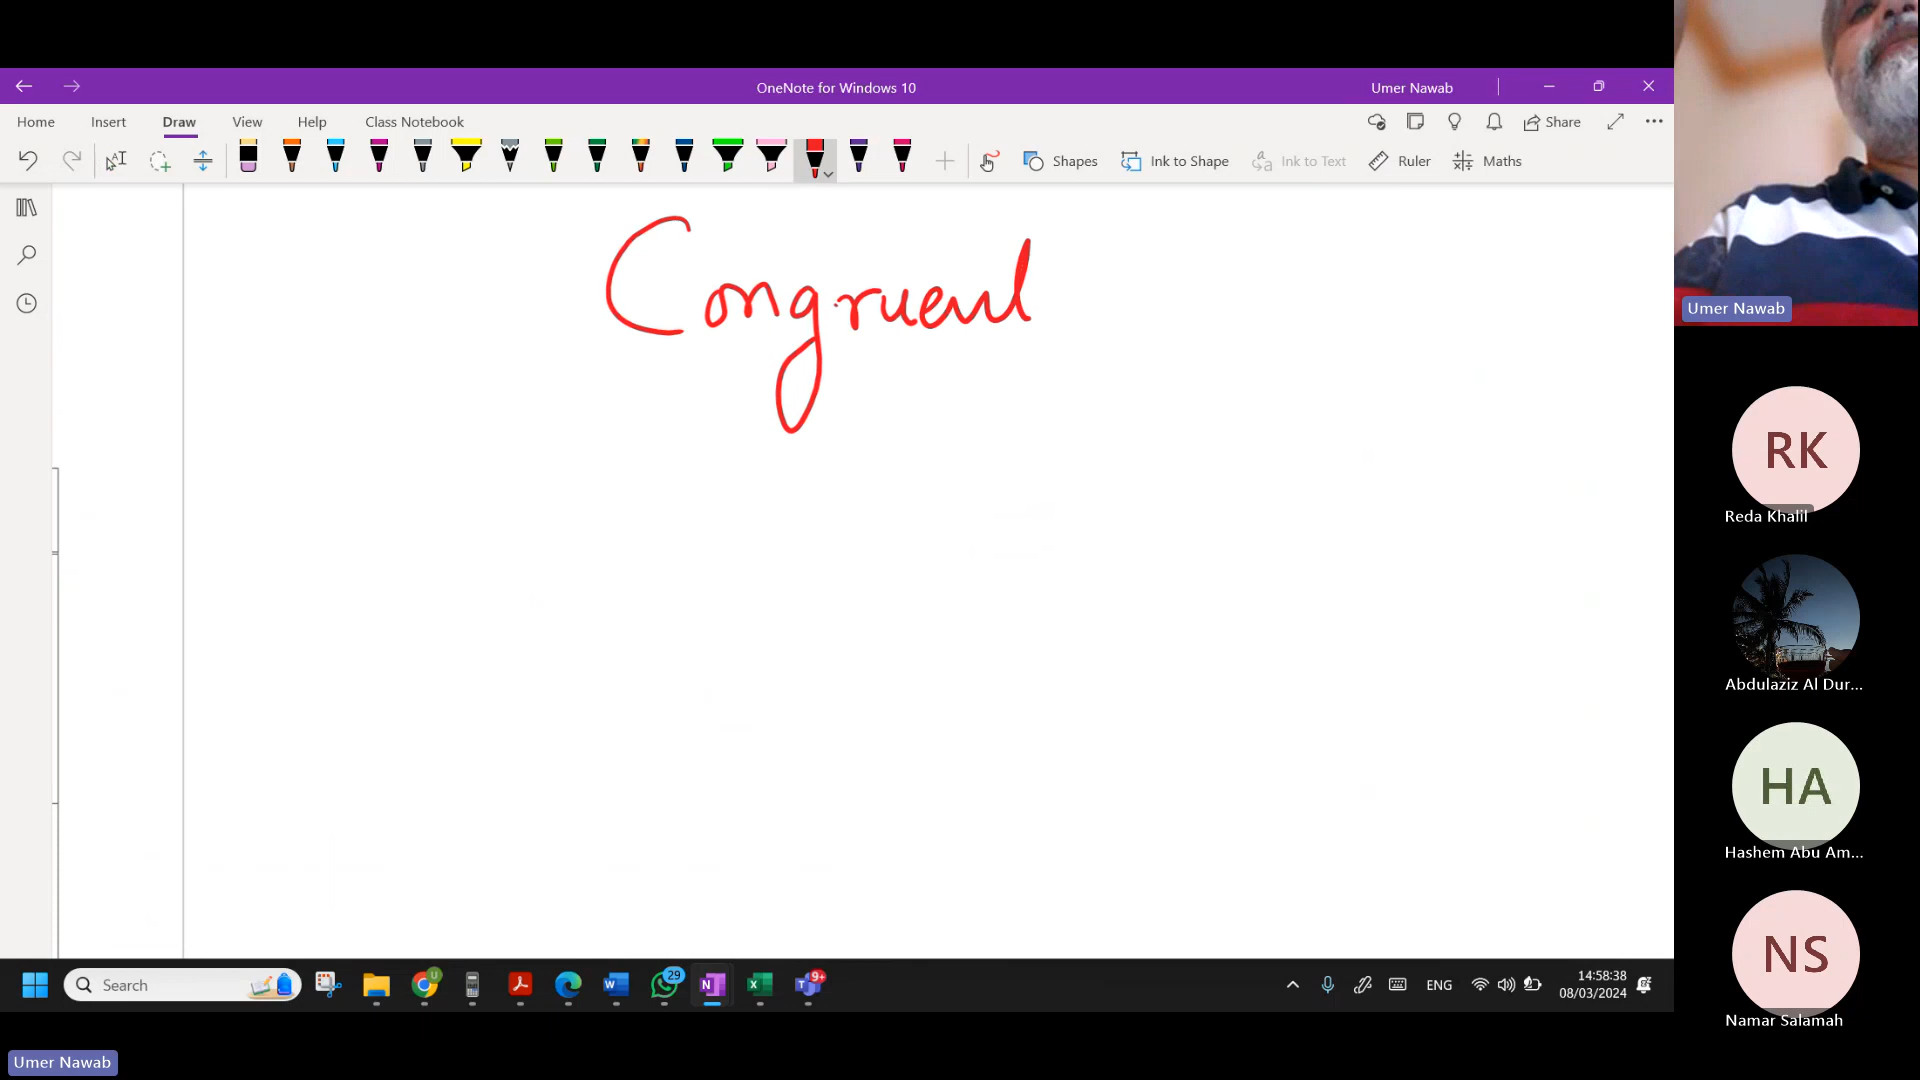 OneNote for Windows 10
Umer Nawab
Home
Insert
Draw
View
Help
Class Notebook
Share
Shapes
Ink to Shape
Ink to Text
Ruler
Maths
Congruent
Umer Nawab
RK
Reda Khalil
Abdulaziz Al Dur...
HA
Hashem Abu Am...
NS
Namar Salamah
Search
U
29
9+
ENG
14:58:38
08/03/2024
Umer Nawab